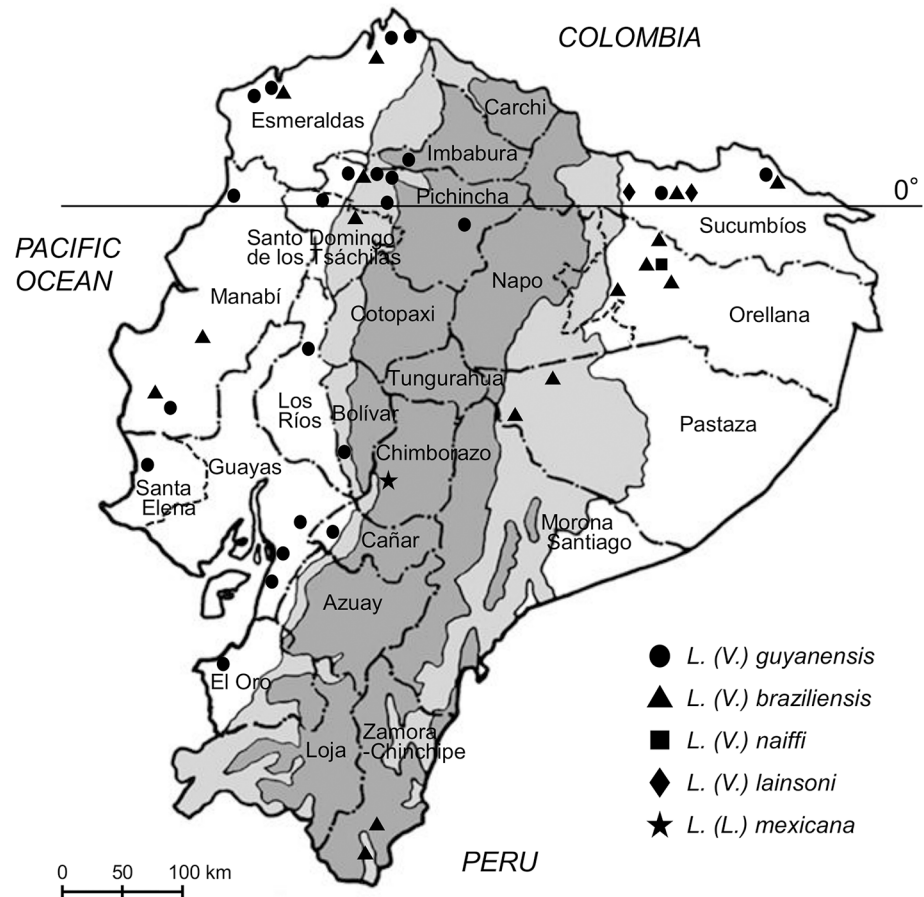 COLOMBIA
Carchi
Esmeraldas
Imbabura
Pichincha
0°
PACIFIC
OCEAN
Sucumbíos
Santo Domingo
de los Tsáchilas
Napo
Manabí
Cotopaxi
Orellana
Tungurahua
Los
Ríos
Bolívar
Pastaza
Chimborazo
Guayas
Santa
Elena
Morona
Santiago
Cañar
Azuay
El Oro
Loja
Zamora
-Chinchipe
L. (V.) guyanensis
L. (V.) braziliensis
L. (V.) naiffi
L. (V.) lainsoni
L. (L.) mexicana
PERU
0 50 100 km